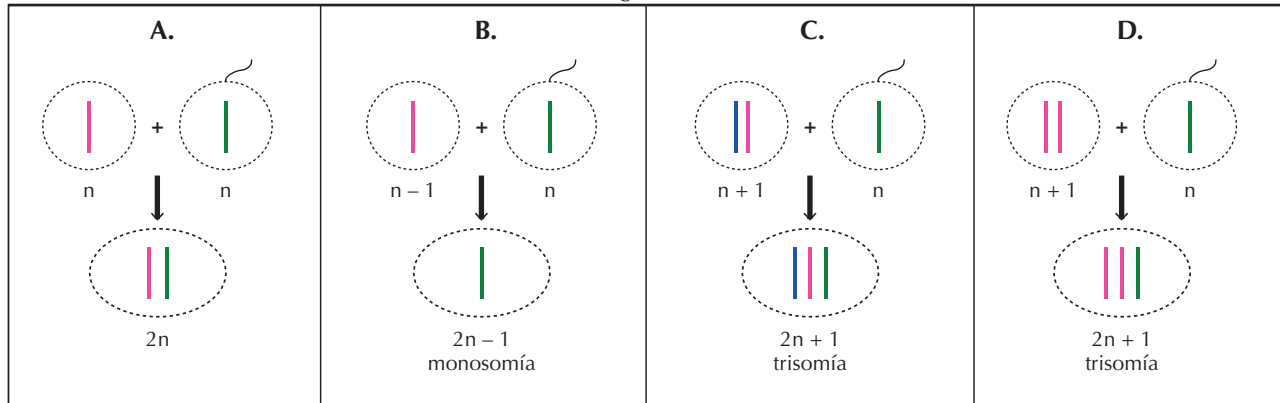 A.
n + n
2n
B.
n – 1 + n
2n – 1
monosomía
C.
n + 1 + n
2n + 1
trisomía
D.
n + 1 + n
2n + 1
trisomía